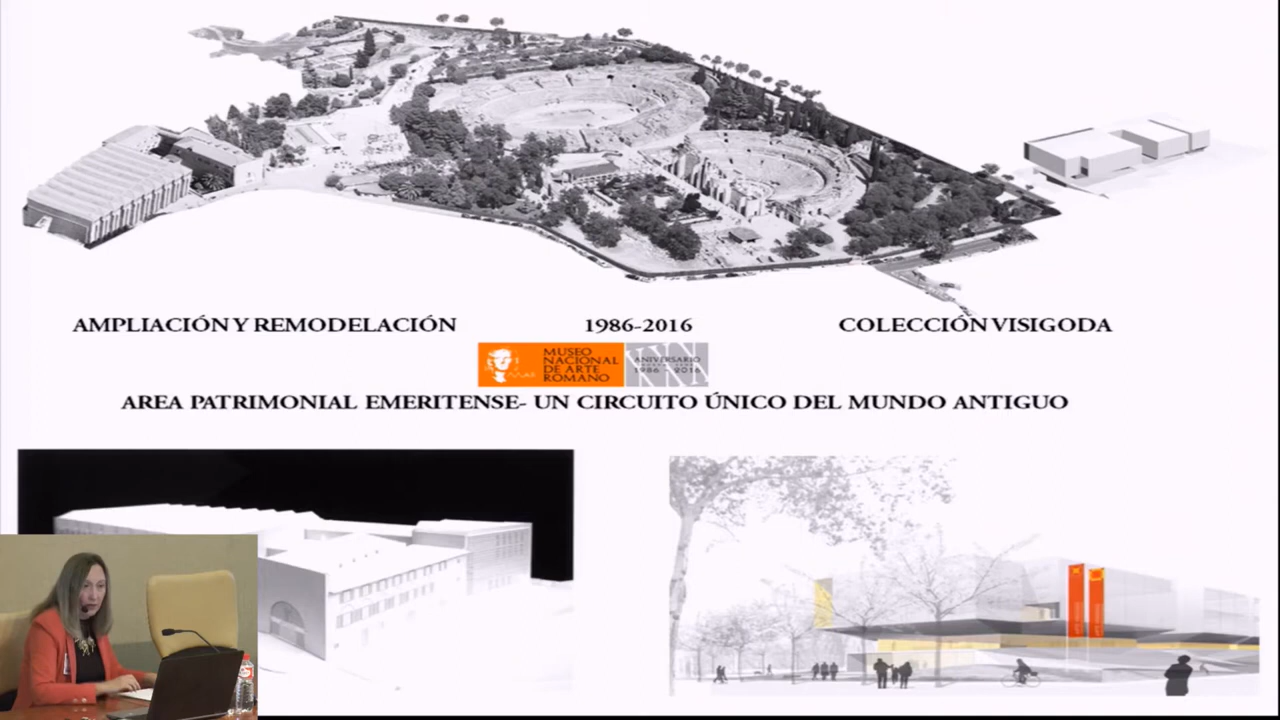 AMPLIACIÓN Y REMODELACIÓN
1986-2016
COLECCIÓN VISIGODA
MUSEO
NACIONAL
DE ARTE
ROMANO
ANIVERSARIO
1986 2016
AREA PATRIMONIAL EMERITENSE- UN CIRCUITO ÚNICO DEL MUNDO ANTIGUO